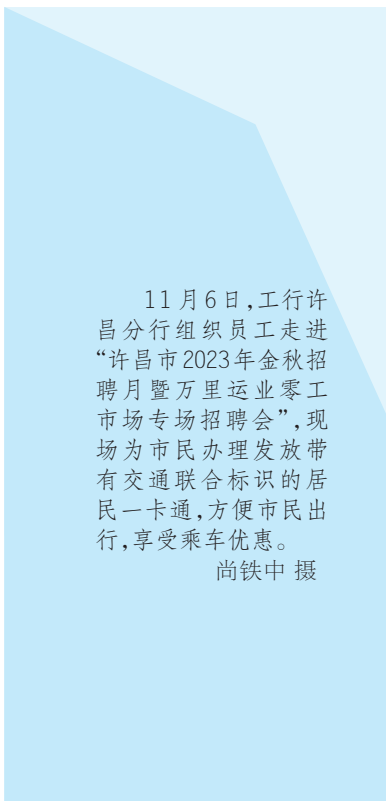 11月6日,工行许
昌分行组织员工走进
“许昌市2023年金秋招
聘月暨万里运业零工
市场专场招聘会”,现
场为市民办理发放带
有交通联合标识的居
民一卡通,方便市民出
行,享受乘车优惠。
尚铁中 摄